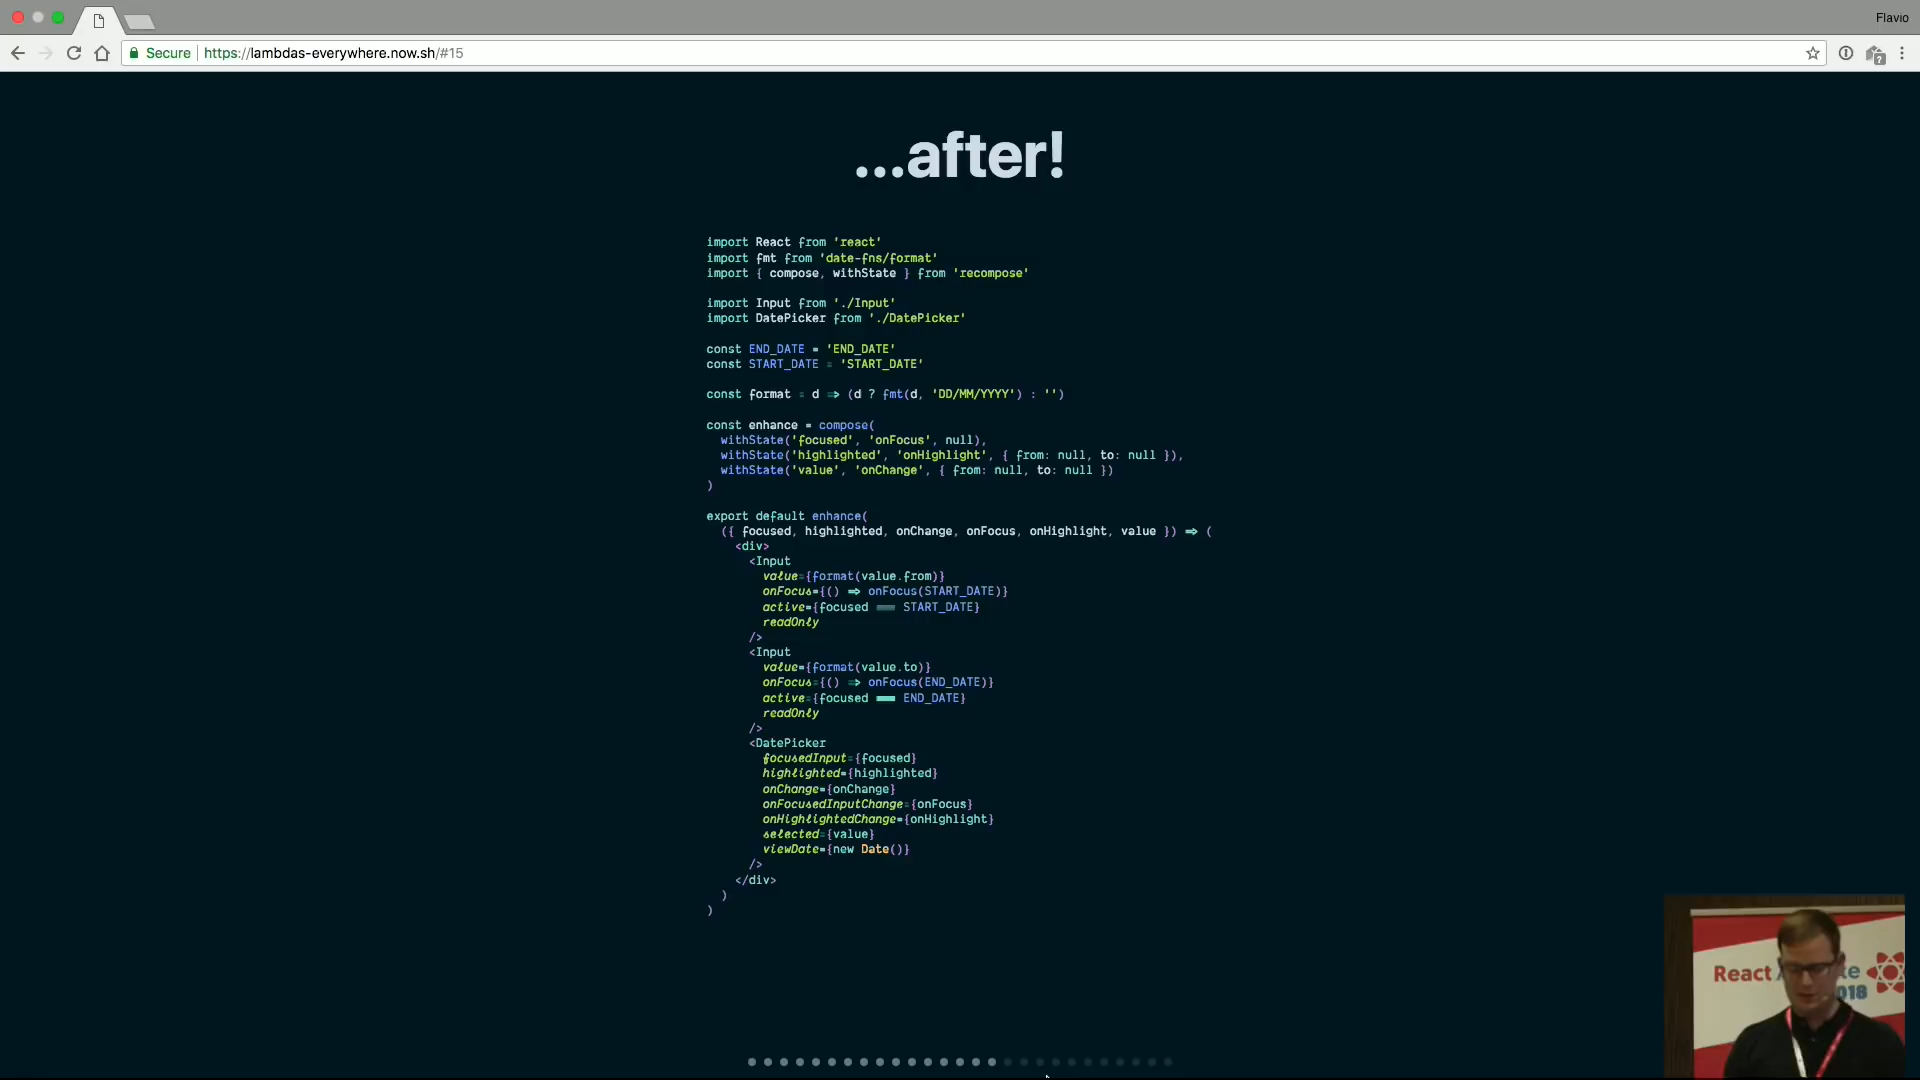 Flavio
Secure https://lambdas-everywhere.now.sh/#15
...after!
import React from 'react'
import fmt from 'date-fns/format'
import { compose, withState } from 'recompose'
import Input from './Input'
import DatePicker from './DatePicker'
const END_DATE = 'END_DATE'
const START_DATE = 'START_DATE'
const format = d => (d ? fmt(d, 'DD/MM/YYYY') : '')
const enhance = compose(
withState('focused', 'onFocus', null),
withState('highlighted', 'onHighlight', { from: null, to: null }),
withState('value', 'onChange', { from: null, to: null })
)
export default enhance(
({ focused, highlighted, onChange, onFocus, onHighlight, value }) => (
<div>
<Input
value={format(value.from)}
onFocus={() => onFocus(START_DATE)}
active={focused === START_DATE}
readOnly
/>
<Input
value={format(value.to)}
onFocus={() => onFocus(END_DATE)}
active={focused === END_DATE}
readOnly
/>
<DatePicker
focusedInput={focused}
highlighted={highlighted}
onChange={onChange}
onFocusedInputChange={onFocus}
onHighlightedChange={onHighlight}
selected={value}
viewDate={new Date()}
/>
</div>
)
)
React